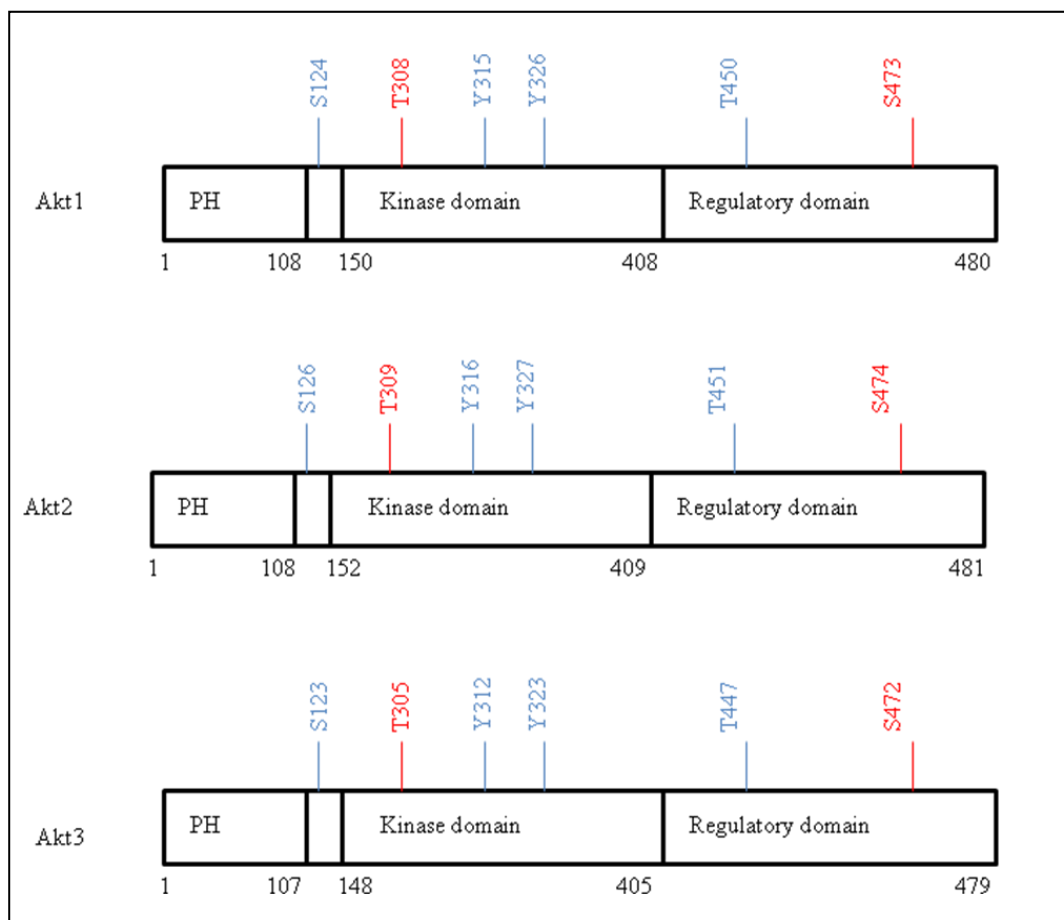 S124 T308 Y315 Y326 T450 S473
Akt1 PH Kinase domain Regulatory domain
1 108 150 408 480
S126 T309 Y316 Y327 T451 S474
Akt2 PH Kinase domain Regulatory domain
1 108 152 409 481
S123 T305 Y312 Y323 T447 S472
Akt3 PH Kinase domain Regulatory domain
1 107 148 405 479